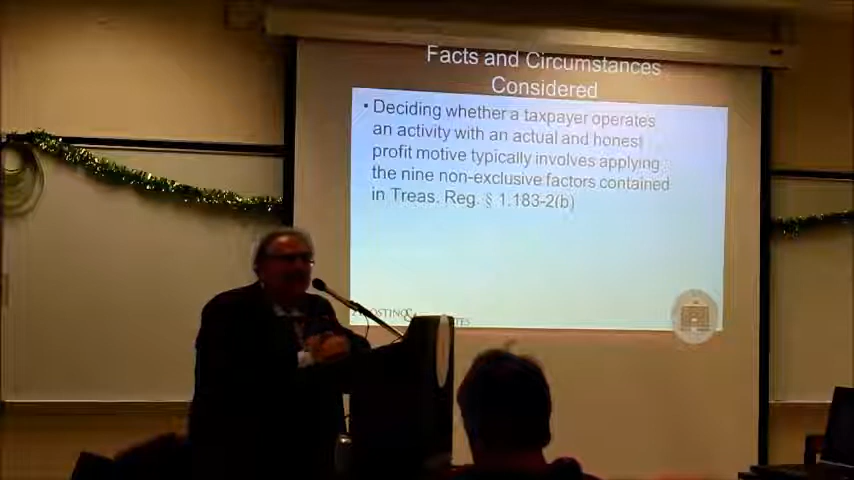 Facts and Circumstances
Considered
• Deciding whether a taxpayer operates
an activity with an actual and honest
profit motive typically involves applying
the nine non-exclusive factors contained
in Treas. Reg. § 1.183-2(b)